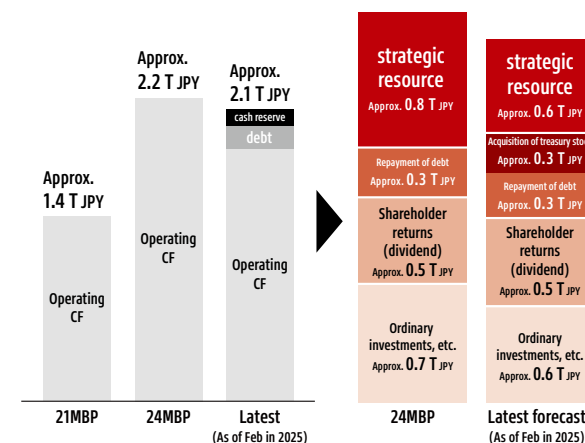 Approx.
1.4 T JPY
Operating
CF
21MBP
Approx.
2.2 T JPY
Operating
CF
24MBP
Approx.
2.1 T JPY
cash reserve
debt
Operating
CF
Latest
(As of Feb in 2025)
strategic
resource
Approx. 0.8 T JPY
Repayment of debt
Approx. 0.3 T JPY
Shareholder
returns
(dividend)
Approx. 0.5 T JPY
Ordinary
investments, etc.
Approx. 0.7 T JPY
24MBP
strategic
resource
Approx. 0.6 T JPY
Acquisition of treasury stoc
Approx. 0.3 T JPY
Repayment of debt
Approx. 0.3 T JPY
Shareholder
returns
(dividend)
Approx. 0.5 T JPY
Ordinary
investments, etc.
Approx. 0.6 T JPY
Latest forecast
(As of Feb in 2025)